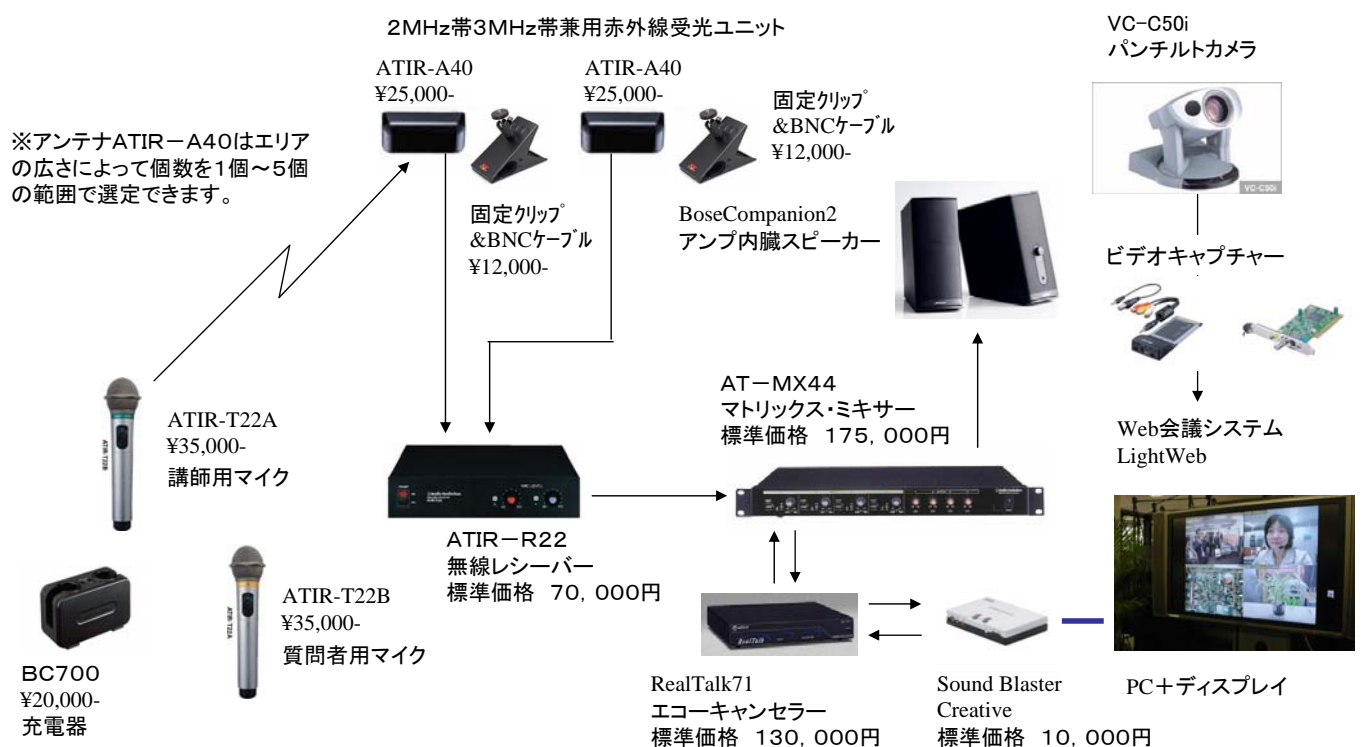 2MHz帯3MHz帯兼用赤外線受光ユニット
ATIR-A40
¥25,000-
ATIR-A40
¥25,000-
固定クリップ
&BNCケーブル
¥12,000-
※アンテナATIR－A40はエリア
の広さによって個数を1個～5個
の範囲で選定できます。
固定クリップ
&BNCケーブル
¥12,000-
BoseCompanion2
アンプ内臓スピーカー
VC-C50i
パンチルトカメラ
VC-C50i
ビデオキャプチャー
Web会議システム
LightWeb
ATIR-T22B
ATIR-T22A
¥35,000-
講師用マイク
AT－MX44
マトリックス・ミキサー
標準価格 175，000円
ATIR－R22
無線レシーバー
標準価格 70，000円
ATIR-T22A
ATIR-T22B
¥35,000-
質問者用マイク
BC700
¥20,000-
充電器
RealTalk
RealTalk71
エコーキャンセラー
標準価格 130，000円
Sound Blaster
Creative
標準価格 10，000円
PC＋ディスプレイ